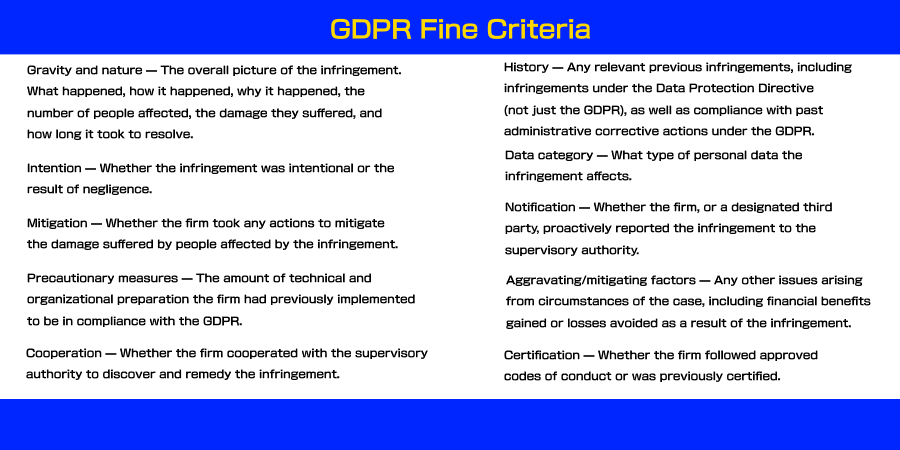 GDPR Fine Criteria
Gravity and nature — The overall picture of the infringement.
What happened, how it happened, why it happened, the
number of people affected, the damage they suffered, and
how long it took to resolve.
Intention — Whether the infringement was intentional or the
result of negligence.
Mitigation — Whether the firm took any actions to mitigate
the damage suffered by people affected by the infringement.
Precautionary measures — The amount of technical and
organizational preparation the firm had previously implemented
to be in compliance with the GDPR.
Cooperation — Whether the firm cooperated with the supervisory
authority to discover and remedy the infringement.
History — Any relevant previous infringements, including
infringements under the Data Protection Directive
(not just the GDPR), as well as compliance with past
administrative corrective actions under the GDPR.
Data category — What type of personal data the
infringement affects.
Notification — Whether the firm, or a designated third
party, proactively reported the infringement to the
supervisory authority.
Aggravating/mitigating factors — Any other issues arising
from circumstances of the case, including financial benefits
gained or losses avoided as a result of the infringement.
Certification — Whether the firm followed approved
codes of conduct or was previously certified.